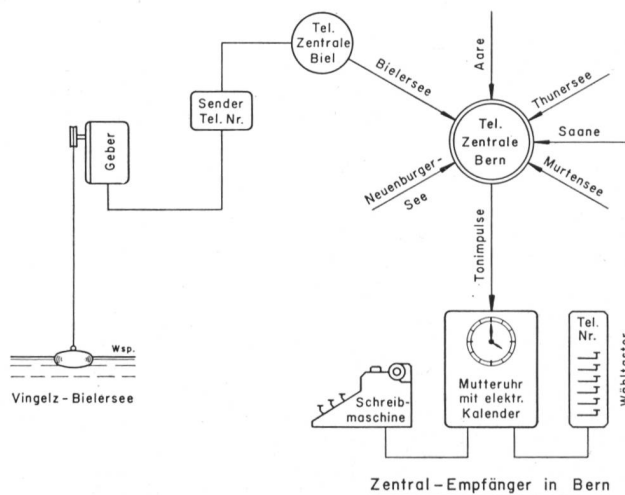 Tel.
Zentrale
Biel
Bielersee
Aare
Thunersee
Saane
Murtensee
Neuenburger-
See
Tel.
Zentrale
Bern
Sender
Tel. Nr.
Geber
Tonimpulse
Wsp.
Vingelz-Bielersee
Schreib-
maschine
Mutteruhr
mit elektr.
Kalender
Tel.
Nr.
Wähltaster
Zentral-Empfänger in Bern